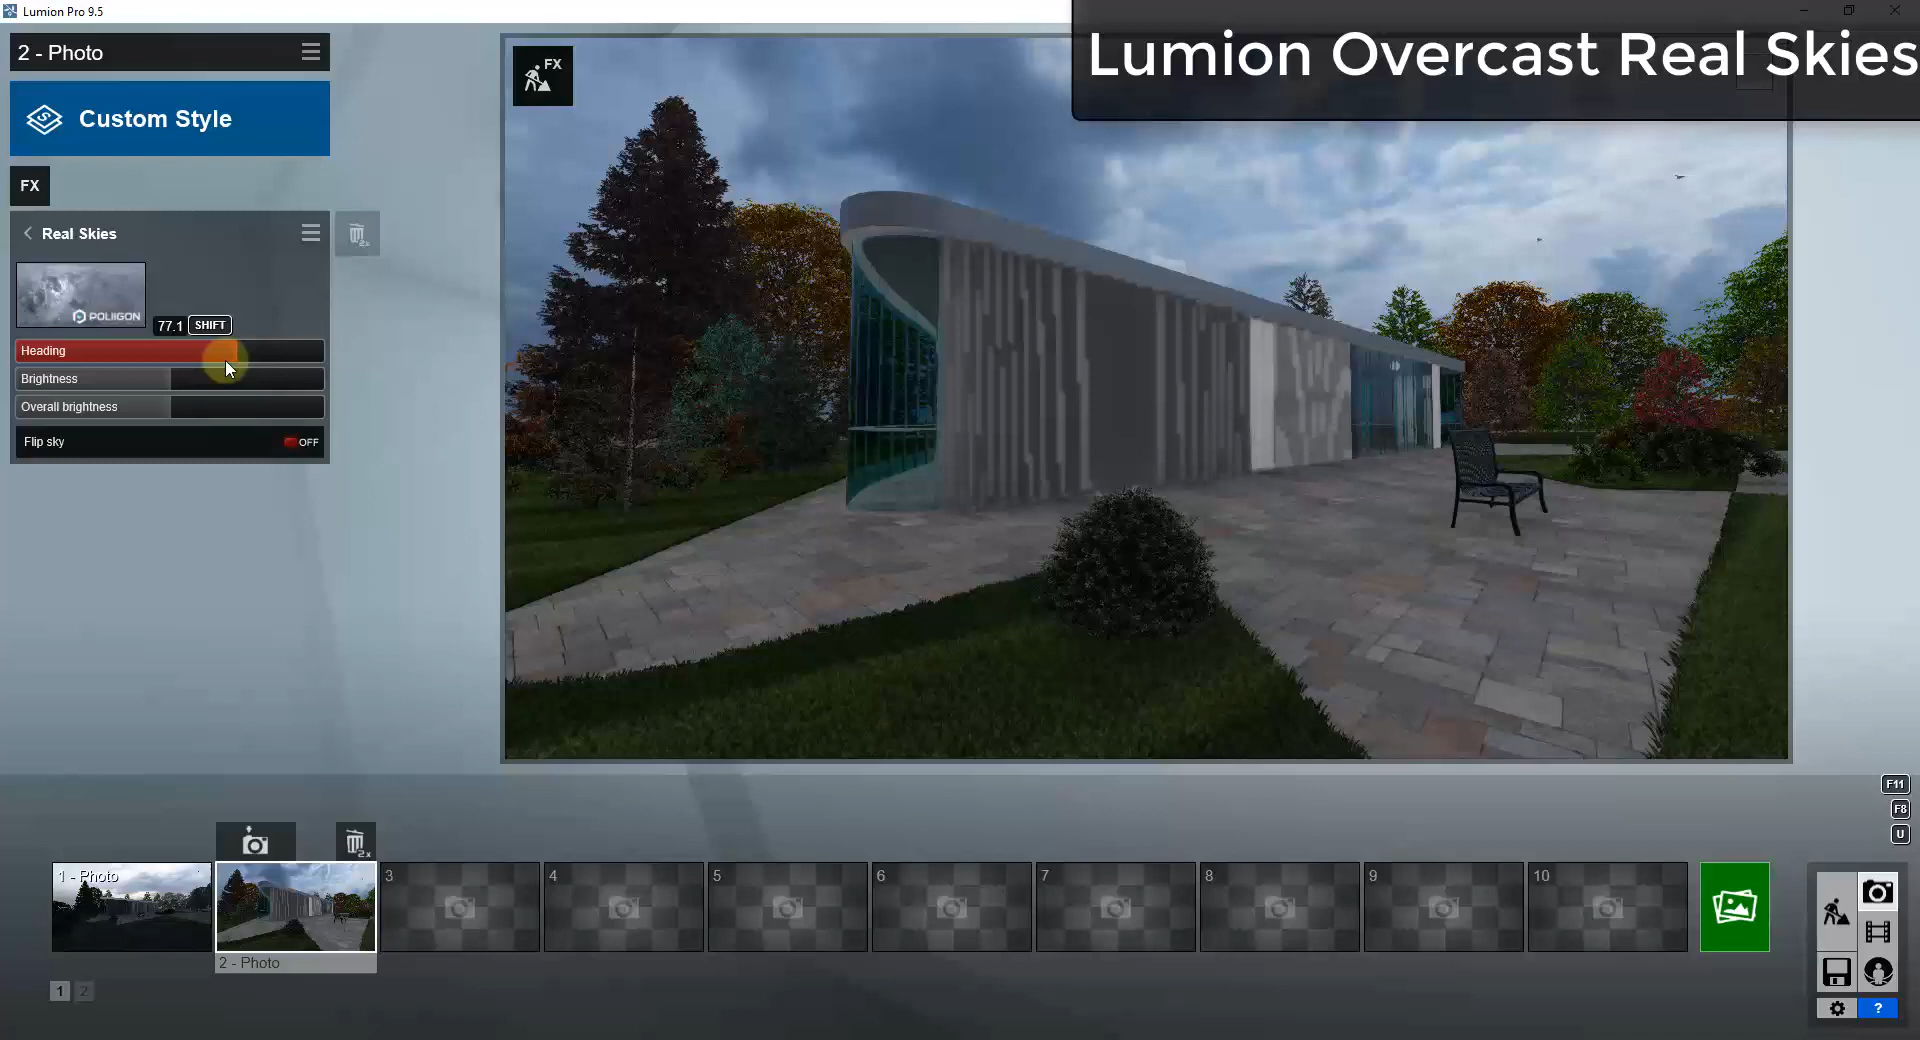 Lumion Pro 9.5
Lumion Overcast Real Skies
2 - Photo
Custom Style
FX
FX
Real Skies
2x
POLIIGON
77.1 SHIFT
Heading
Brightness
Overall brightness
Flip sky OFF
F11
F8
U
2x
1 - Photo
3
4
5
6
7
8
9
10
2 - Photo
1 2
?